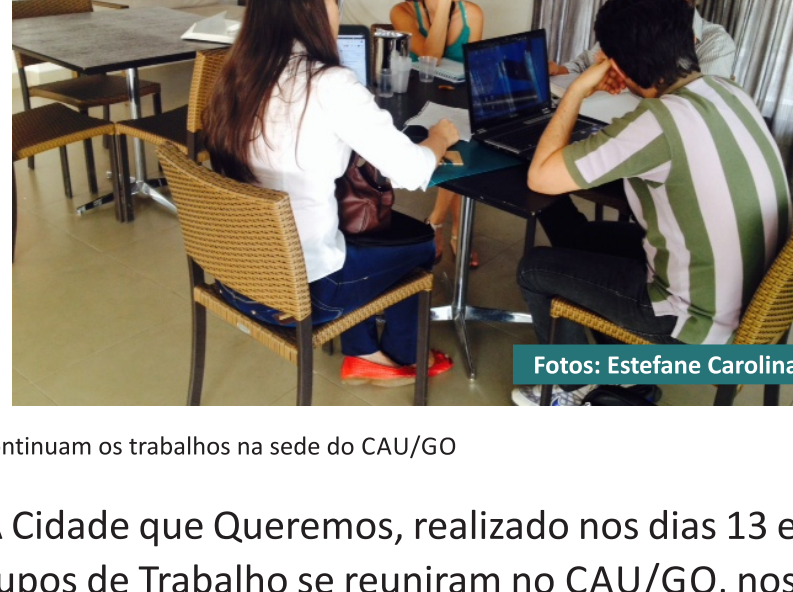 Fotos: Estefane Carolina
ntinuam os trabalhos na sede do CAU/GO
Cidade que Queremos, realizado nos dias 13 e
upos de Trabalho se reuniram no CAU/GO, nos